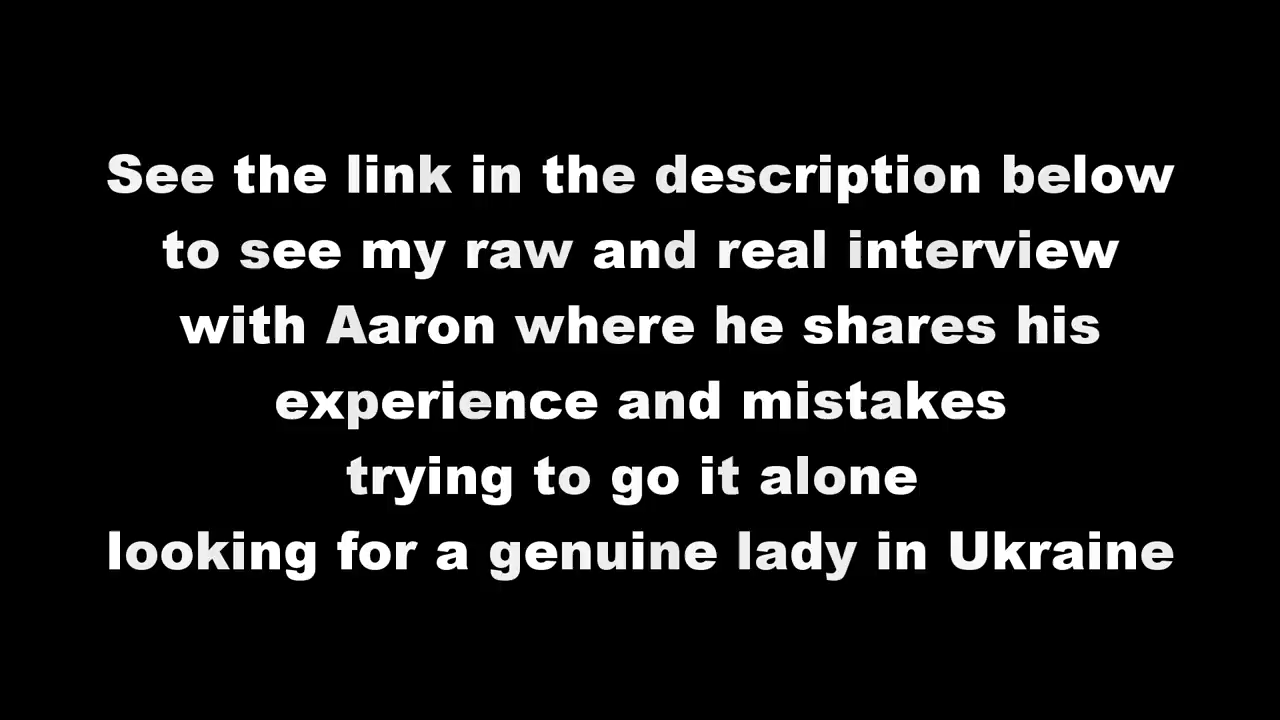 See the link in the description below
to see my raw and real interview
with Aaron where he shares his
experience and mistakes
trying to go it alone
looking for a genuine lady in Ukraine